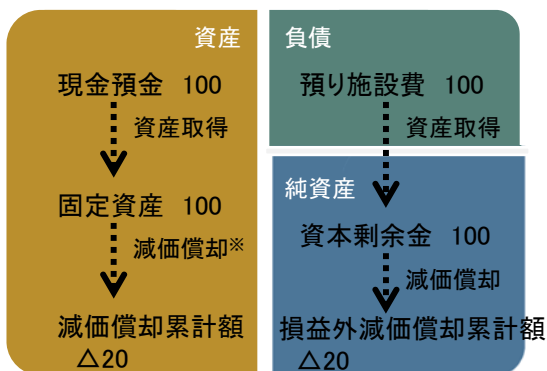 資産
現金預金 100
資産取得
固定資産 100
減価償却※
減価償却累計額
△20
負債
預り施設費 100
資産取得
純資産
資本剰余金 100
減価償却
損益外減価償却累計額
△20